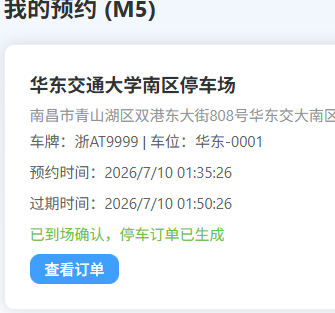 我的预约 (M5)
华东交通大学南区停车场
南昌市青山湖区双港东大街808号华东交大南区
车牌：浙AT9999 | 车位：华东-0001
预约时间：2026/7/10 01:35:26
过期时间：2026/7/10 01:50:26
已到场确认，停车订单已生成
查看订单